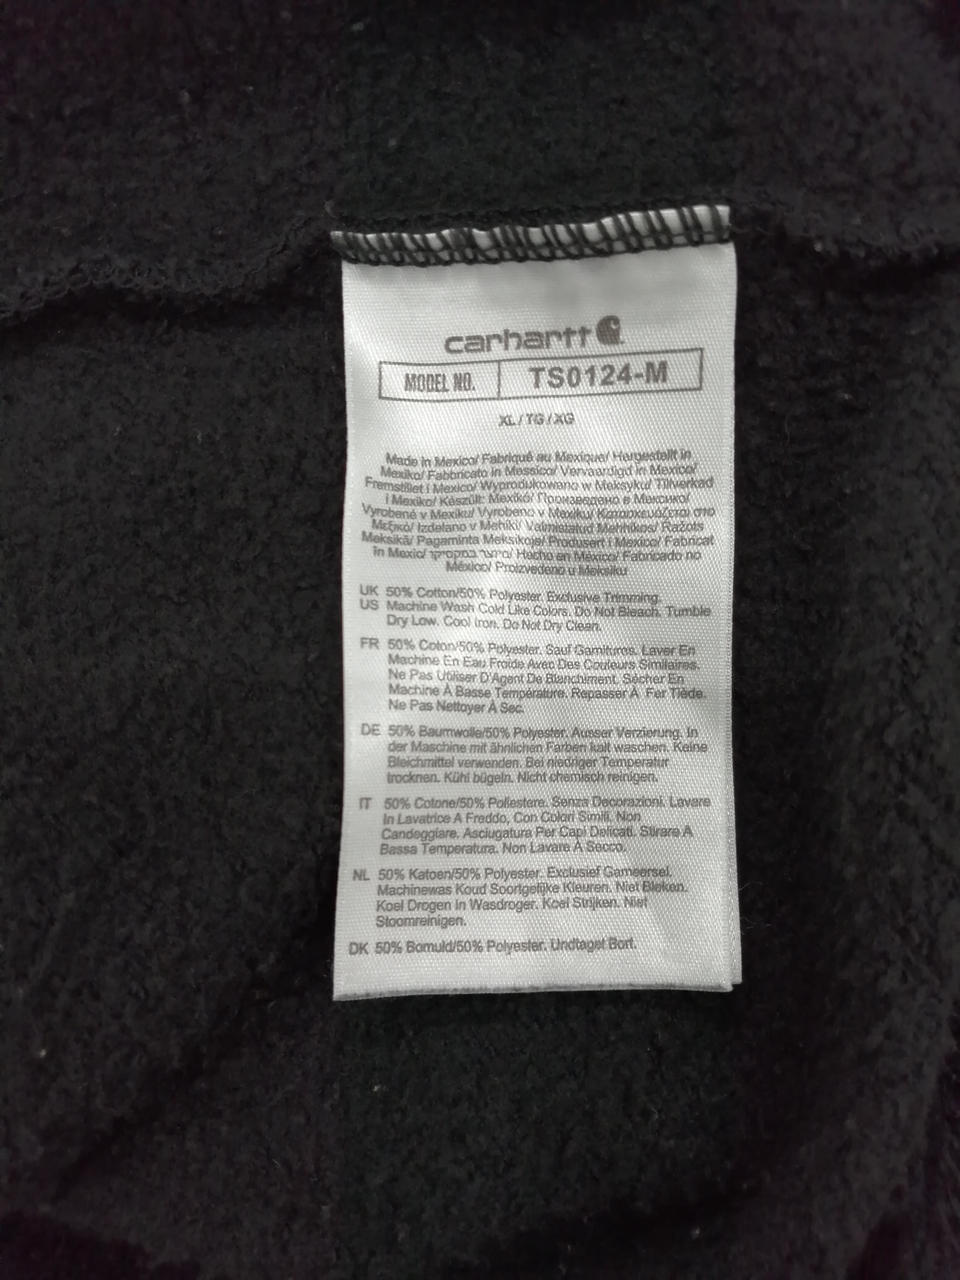 carhartt
MODEL NO. TS0124-M
XL/TG/XG
Made in Mexico/ Fabriqué au Mexique/ Hergestellt in
Mexiko/ Fabbricato in Messico/ Vervaardigd in Mexico/
Fremstillet i Mexico/ Wyprodukowano w Meksyku/ Tillverkad
i Mexiko/ Készült: Mexikó/ Произведено в Мексико/
Vyrobené v Mexiku/ Vyrobeno v Mexiku/ Κατασκευάζεται στο
Μεξικό/ Izdelano v Mehiki/ Valmistatud Mehhikos/ Ražots
Meksikā/ Pagaminta Meksikoje/ Produsert i Mexico/ Fabricat
în Mexic/ Hecho en México/ Fabricado no
México/ Proizvedeno u Meksiku
UK 50% Cotton/50% Polyester. Exclusive Trimming.
US Machine Wash Cold Like Colors. Do Not Bleach. Tumble
Dry Low. Cool Iron. Do Not Dry Clean.
FR 50% Coton/50% Polyester. Sauf Garnitures. Laver En
Machine En Eau Froide Avec Des Couleurs Similaires.
Ne Pas Utiliser D'Agent De Blanchiment. Sécher En
Machine À Basse Température. Repasser À Fer Tiède.
Ne Pas Nettoyer À Sec.
DE 50% Baumwolle/50% Polyester. Ausser Verzierung. In
der Maschine mit ähnlichen Farben kalt waschen. Keine
Bleichmittel verwenden. Bei niedriger Temperatur
trocknen. Kühl bügeln. Nicht chemisch reinigen.
IT 50% Cotone/50% Poliestere. Senza Decorazioni. Lavare
In Lavatrice A Freddo, Con Colori Simili. Non
Candeggiare. Asciugatura Per Capi Delicati. Stirare A
Bassa Temperatura. Non Lavare A Secco.
NL 50% Katoen/50% Polyester. Exclusief Garneersel.
Machinewas Koud Soortgelijke Kleuren. Niet Bleken.
Koel Drogen in Wasdroger. Koel Strijken. Niet
Stoomreinigen.
DK 50% Bomuld/50% Polyester. Undtaget Bort.